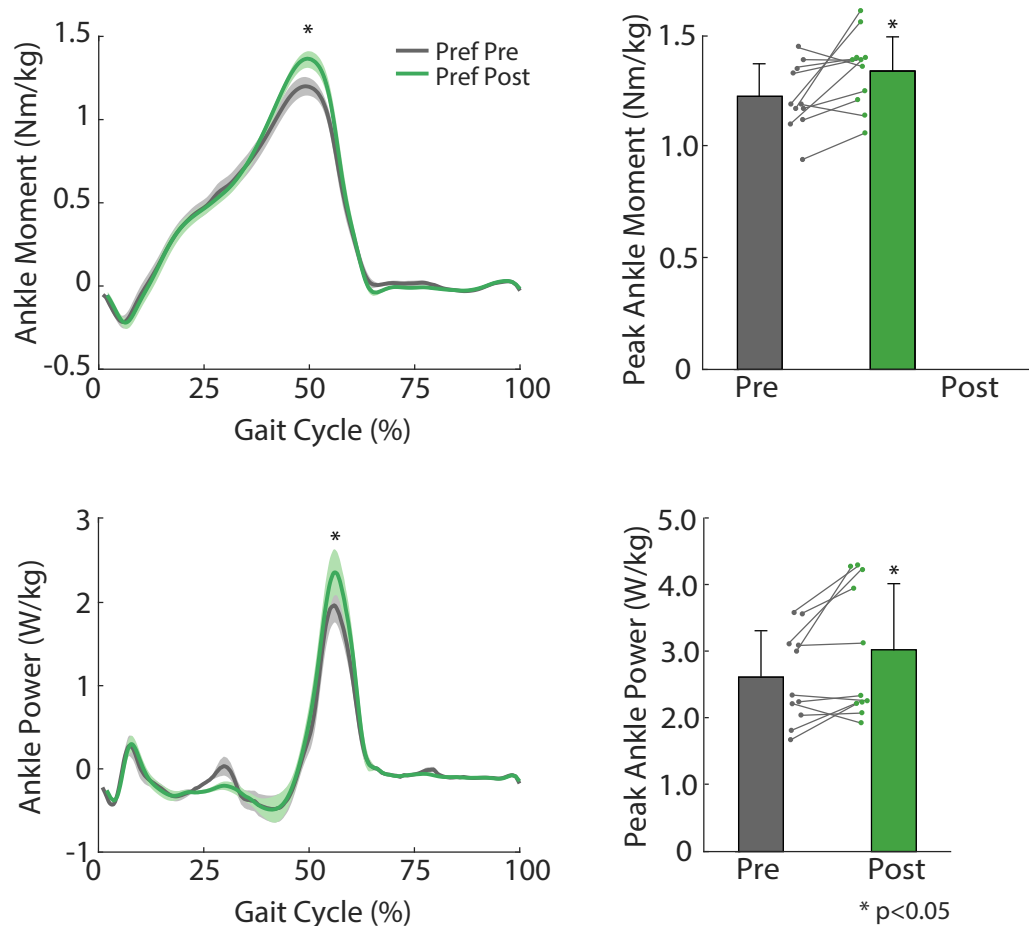 *
1.5
1
0.5
0
-0.5
Ankle Moment (Nm/kg)
Pref Pre
Pref Post
0
25
50
75
100
Gait Cycle (%)
*
1.5
1.0
0.5
0
Peak Ankle Moment (Nm/kg)
Pre
Post
*
3
2
1
0
-1
Ankle Power (W/kg)
0
25
50
75
100
Gait Cycle (%)
*
5.0
4.0
3.0
2.0
1.0
0
Peak Ankle Power (W/kg)
Pre
Post
* p<0.05